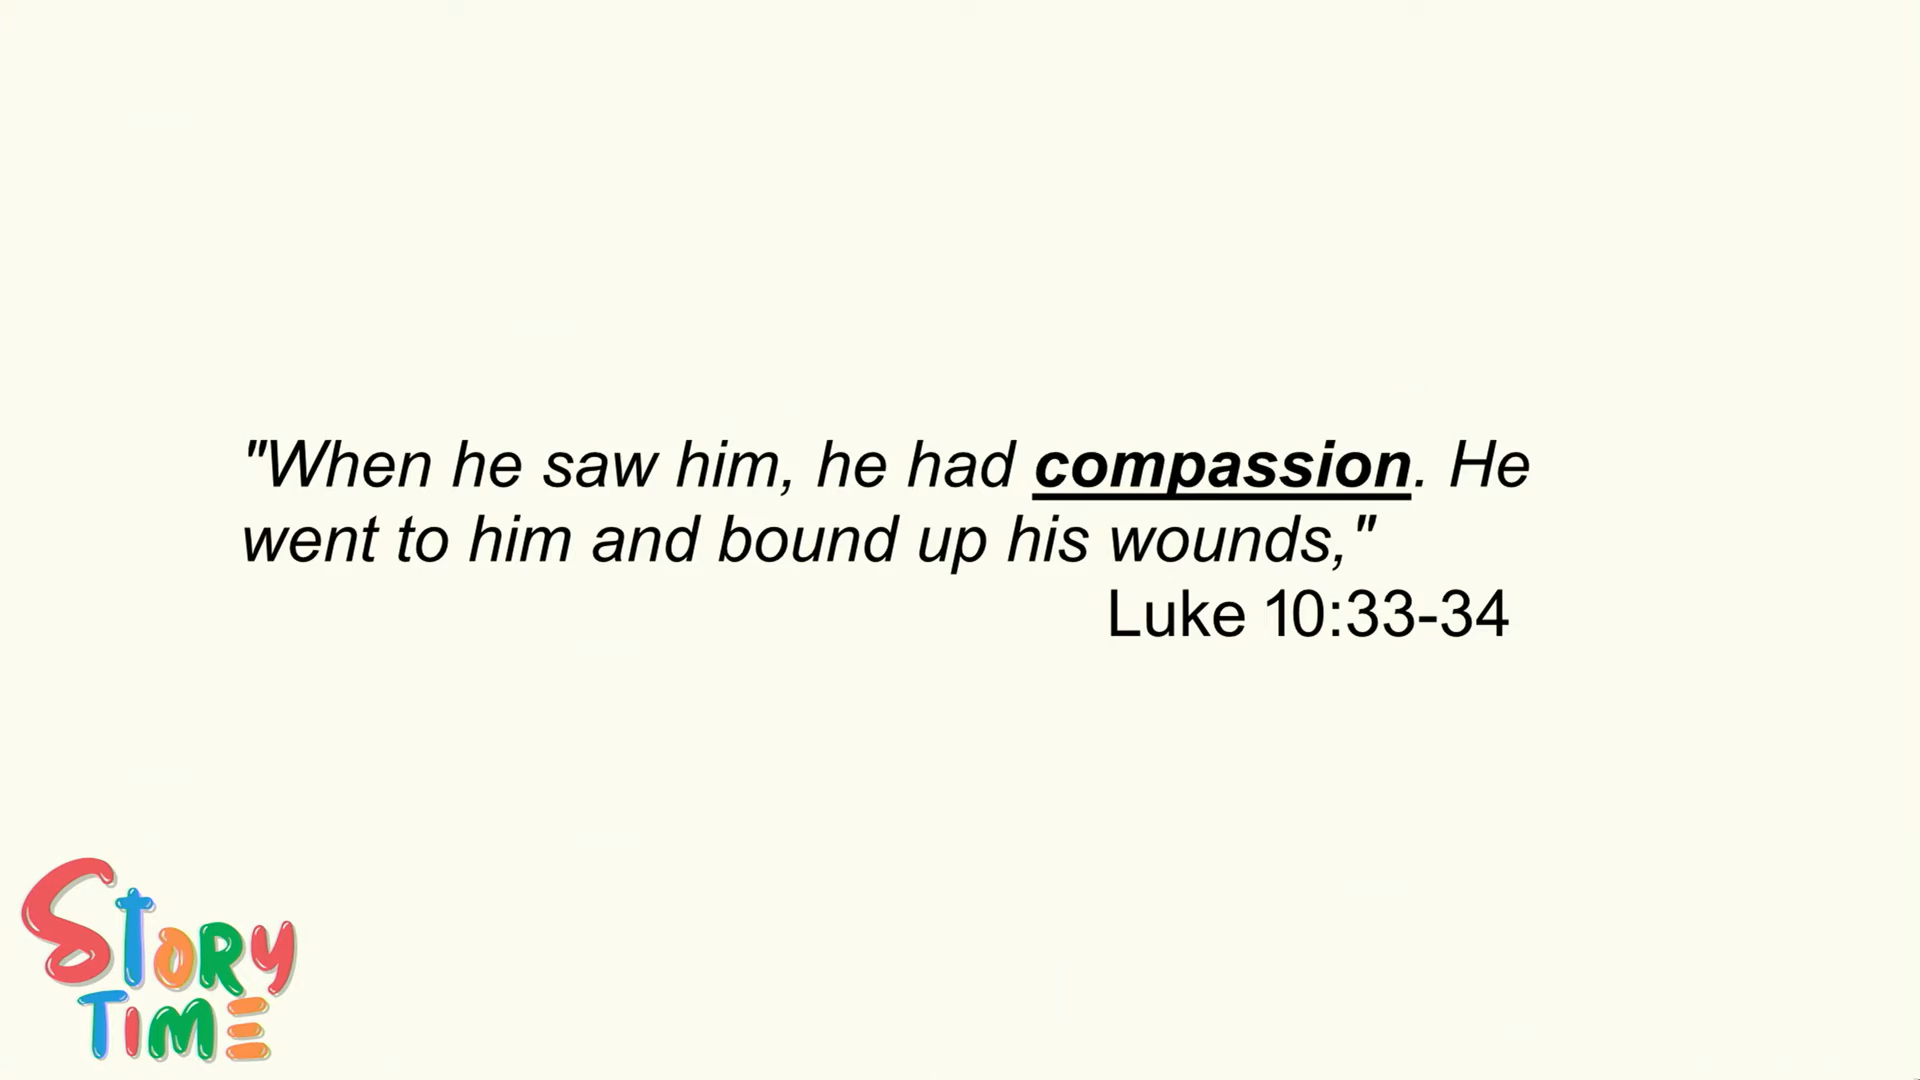 "When he saw him, he had compassion. He
went to him and bound up his wounds,"
Luke 10:33-34
STORY
TIME